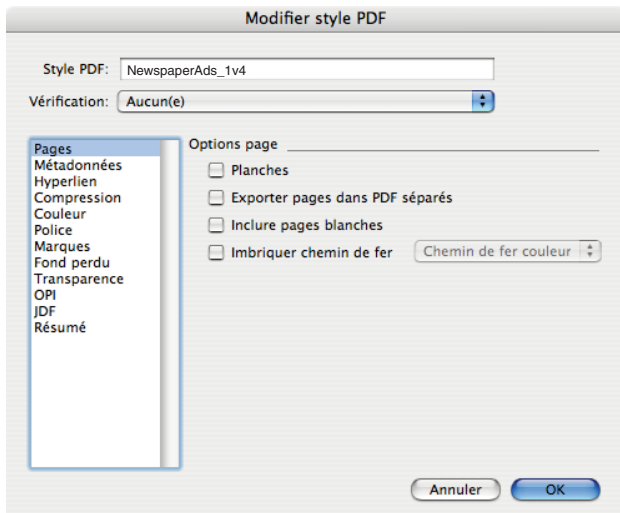 Modifier style PDF
Style PDF: NewspaperAds_1v4
Vérification: Aucun(e)
Pages
Métadonnées
Hyperlien
Compression
Couleur
Police
Marques
Fond perdu
Transparence
OPI
JDF
Résumé
Options page
Planches
Exporter pages dans PDF séparés
Inclure pages blanches
Imbriquer chemin de fer Chemin de fer couleur
Annuler OK